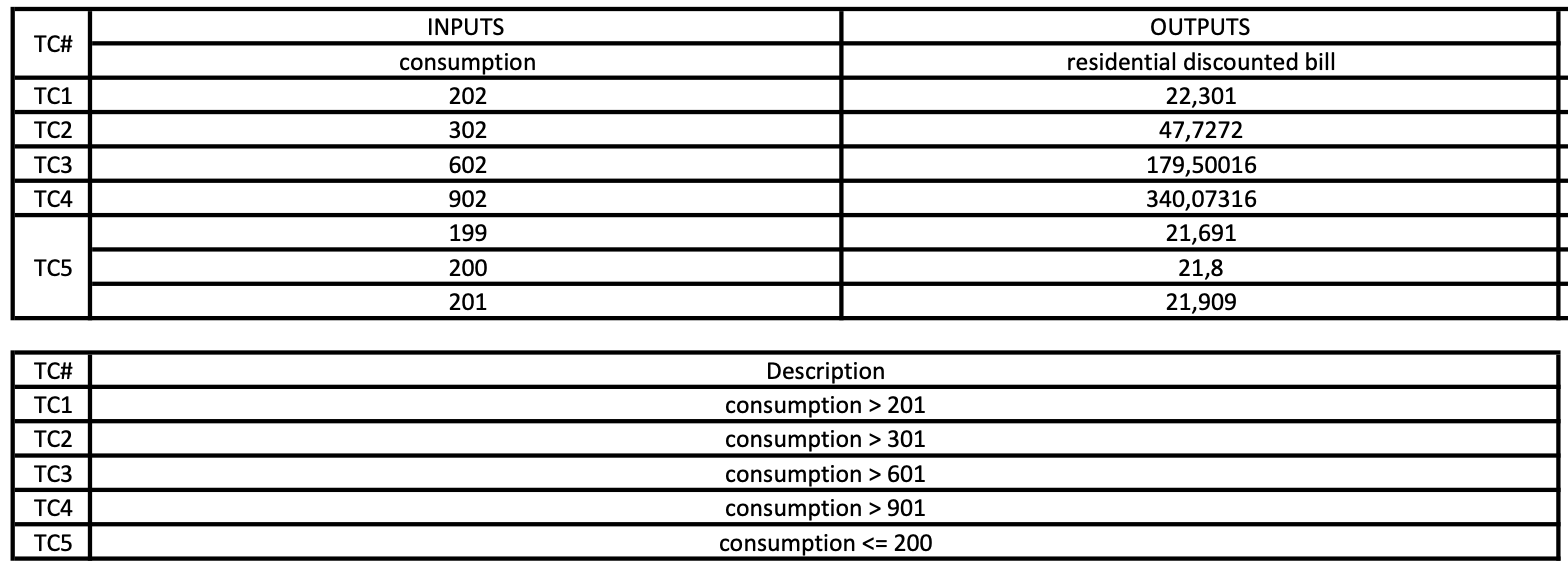 TC# INPUTS OUTPUTS
consumption residential discounted bill
TC1 202 22,301
TC2 302 47,7272
TC3 602 179,50016
TC4 902 340,07316
TC5 199 21,691
200 21,8
201 21,909
TC# Description
TC1 consumption > 201
TC2 consumption > 301
TC3 consumption > 601
TC4 consumption > 901
TC5 consumption <= 200